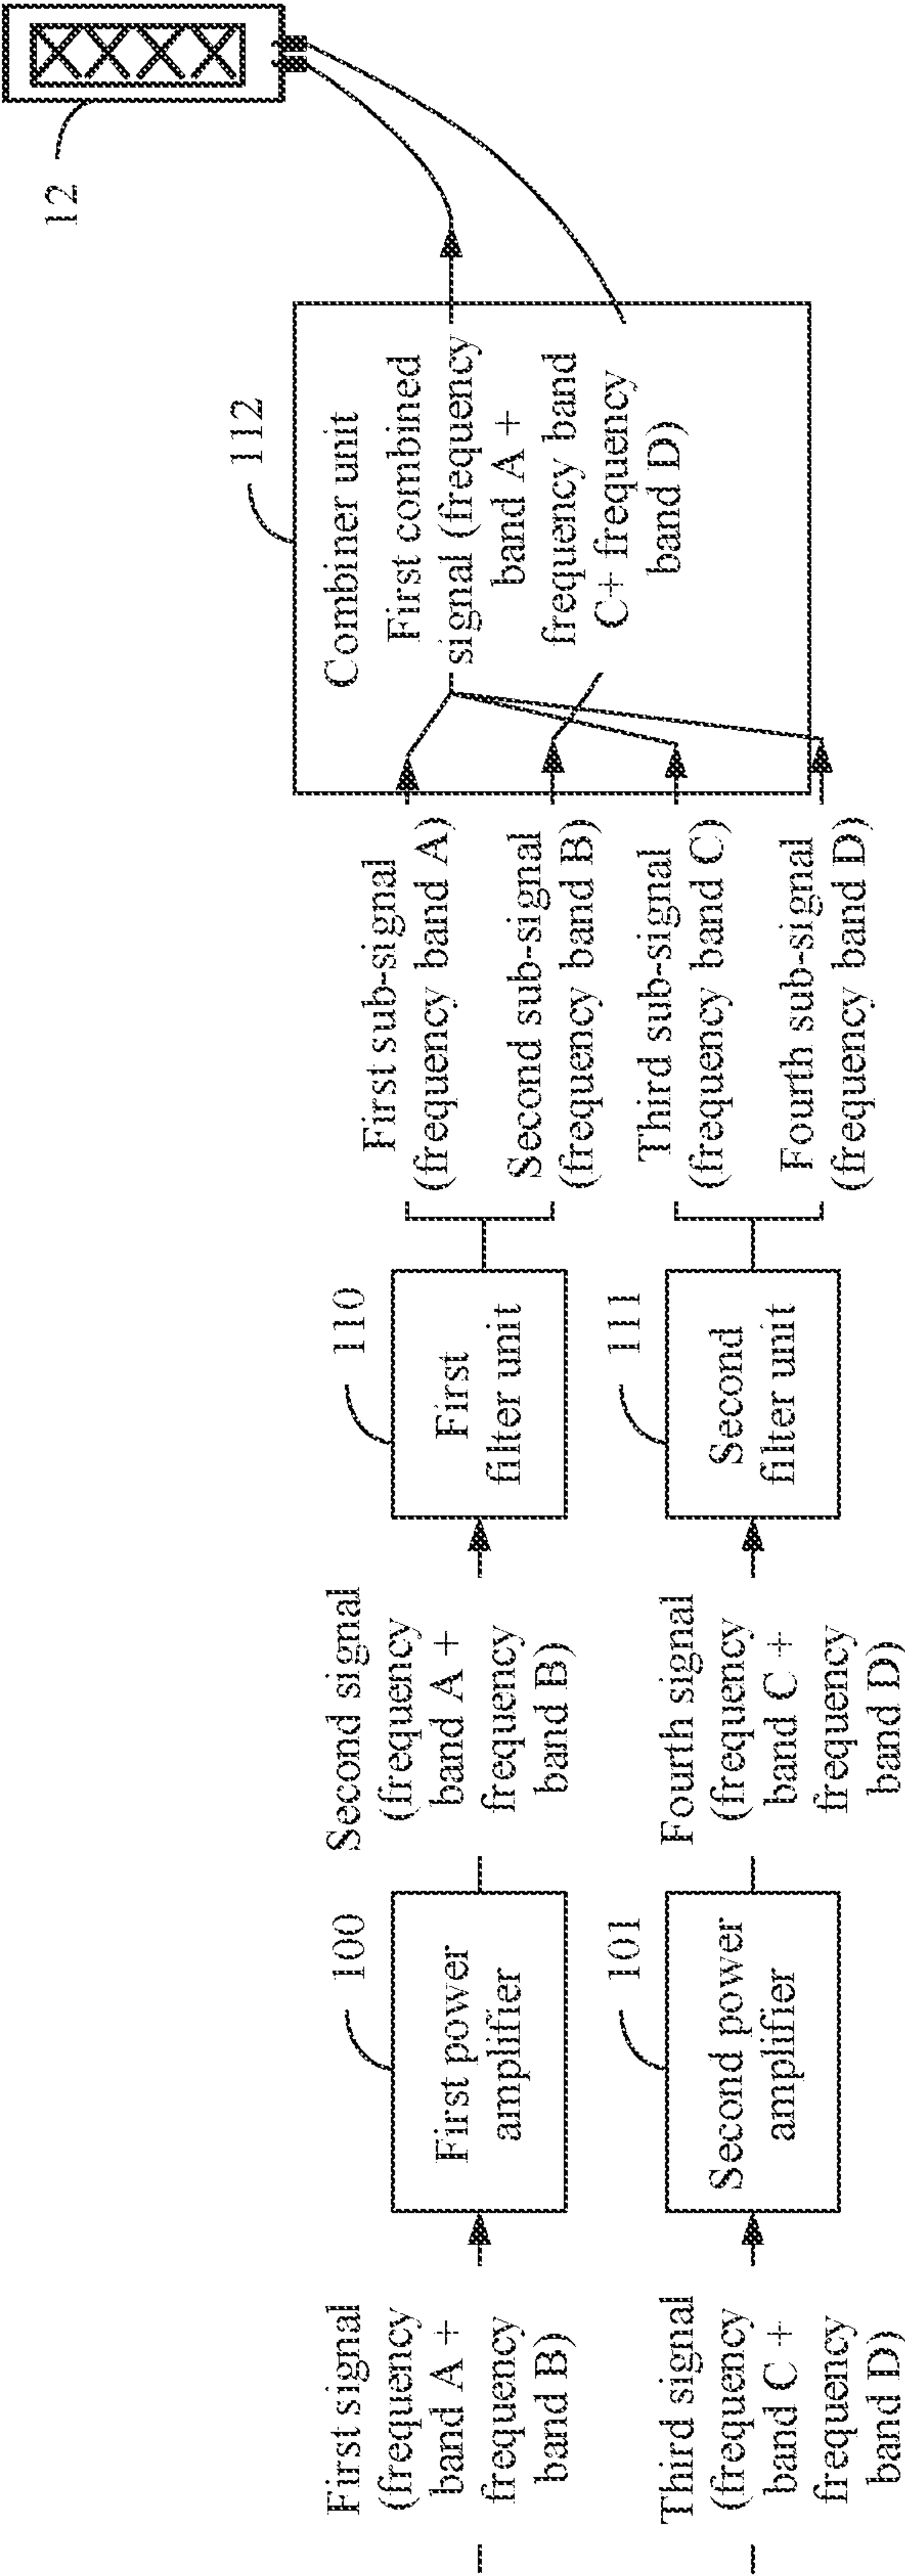 First signal
(frequency
band A +
frequency
band B)
100
First power
amplifier
Second signal
(frequency
band A +
frequency
band B)
110
First
filter unit
First sub-signal
(frequency band A)
Second sub-signal
(frequency band B)
Third signal
(frequency
band C +
frequency
band D)
101
Second power
amplifier
Fourth signal
(frequency
band C +
frequency
band D)
111
Second
filter unit
Third sub-signal
(frequency band C)
Fourth sub-signal
(frequency band D)
112
Combiner unit
First combined
signal (frequency
band A +
frequency band
C+ frequency
band D)
12